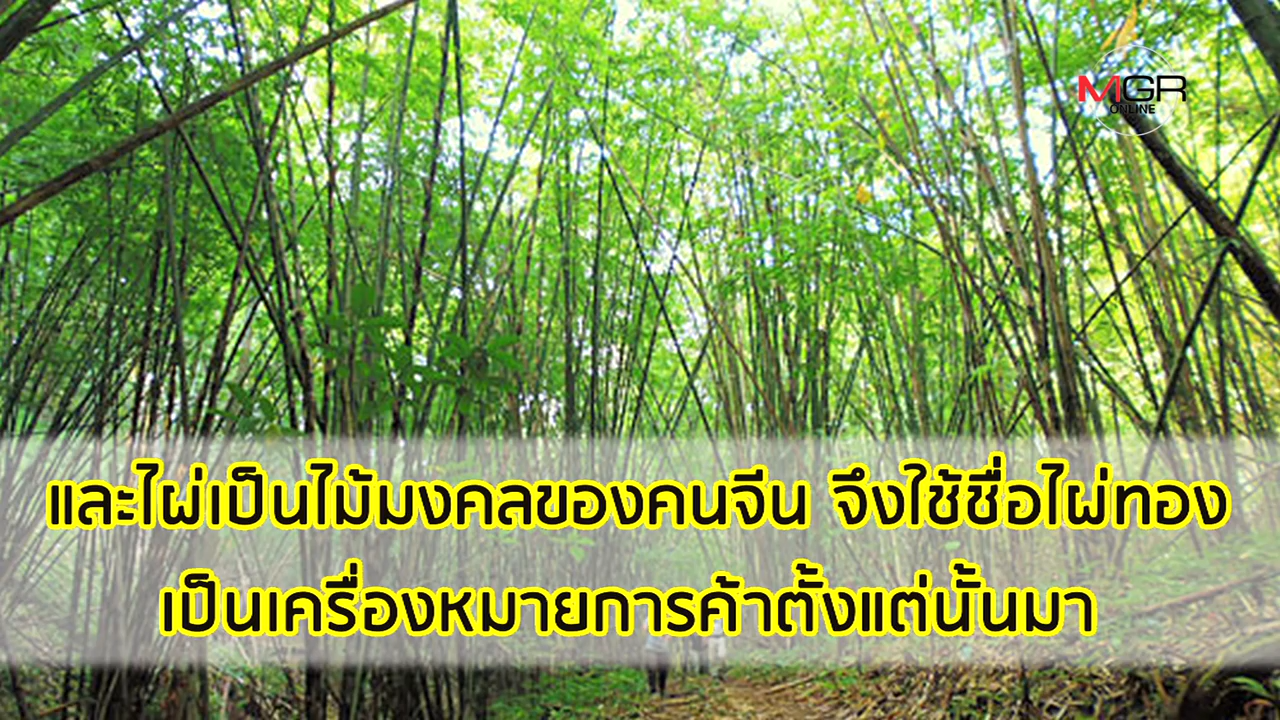 MGR
ONLINE
และไผ่เป็นไม้มงคลของคนจีน จึงใช้ชื่อไผ่ทอง
เป็นเครื่องหมายการค้าตั้งแต่นั้นมา